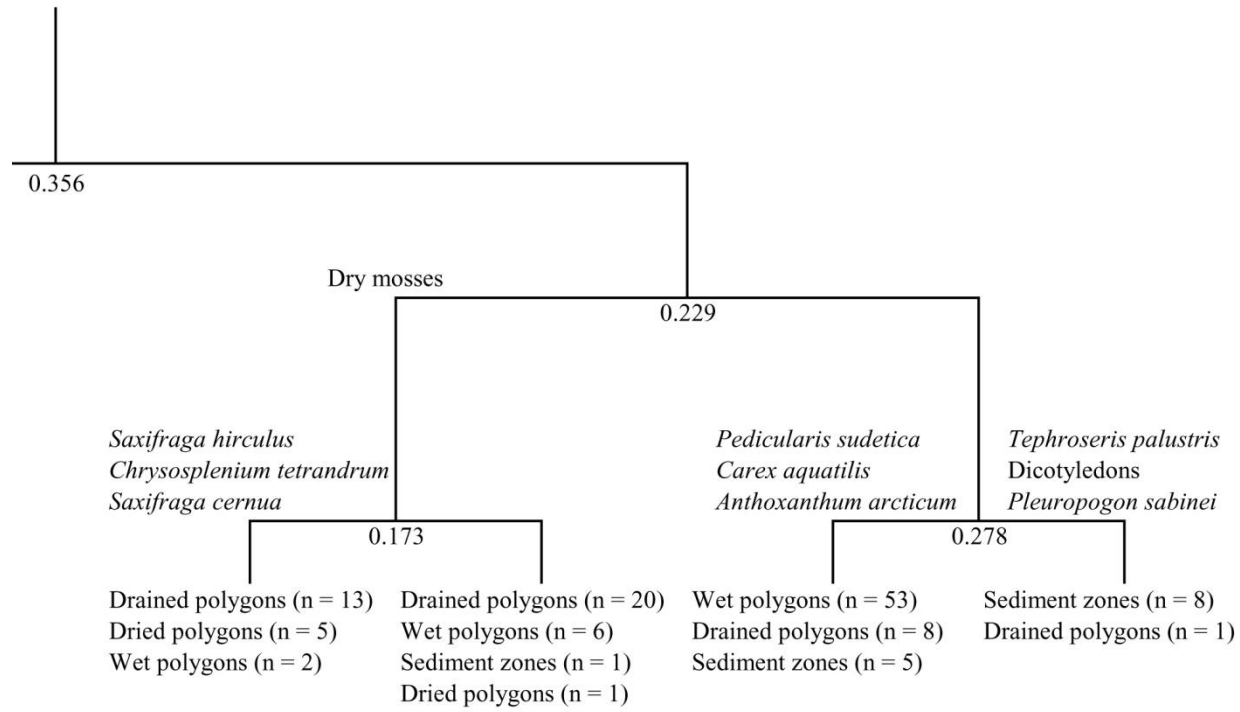 0.356
Dry mosses
0.229
Saxifraga hirculus
Chrysosplenium tetrandrum
Saxifraga cernua
Pedicularis sudetica
Carex aquatilis
Anthoxanthum arcticum
Tephroseris palustris
Dicotyledons
Pleuropogon sabinei
0.173
0.278
Drained polygons (n = 13)
Dried polygons (n = 5)
Wet polygons (n = 2)
Drained polygons (n = 20)
Wet polygons (n = 6)
Sediment zones (n = 1)
Dried polygons (n = 1)
Wet polygons (n = 53)
Drained polygons (n = 8)
Sediment zones (n = 5)
Sediment zones (n = 8)
Drained polygons (n = 1)